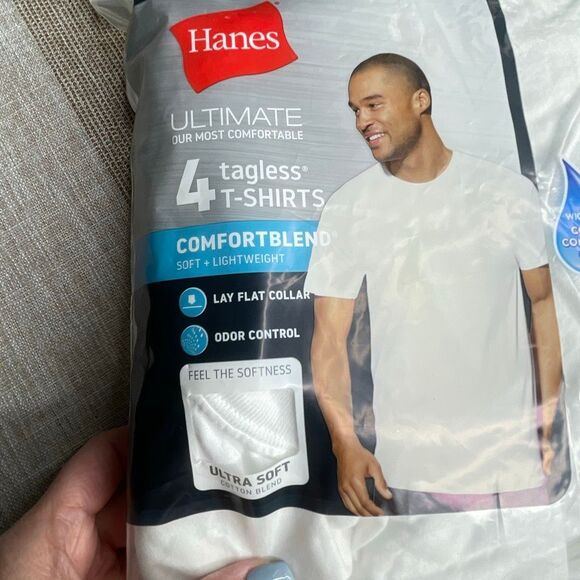 Hanes
ULTIMATE
OUR MOST COMFORTABLE
4 tagless®
T-SHIRTS
COMFORTBLEND®
SOFT + LIGHTWEIGHT
LAY FLAT COLLAR
ODOR CONTROL
FEEL THE SOFTNESS
ULTRA SOFT
COTTON BLEND